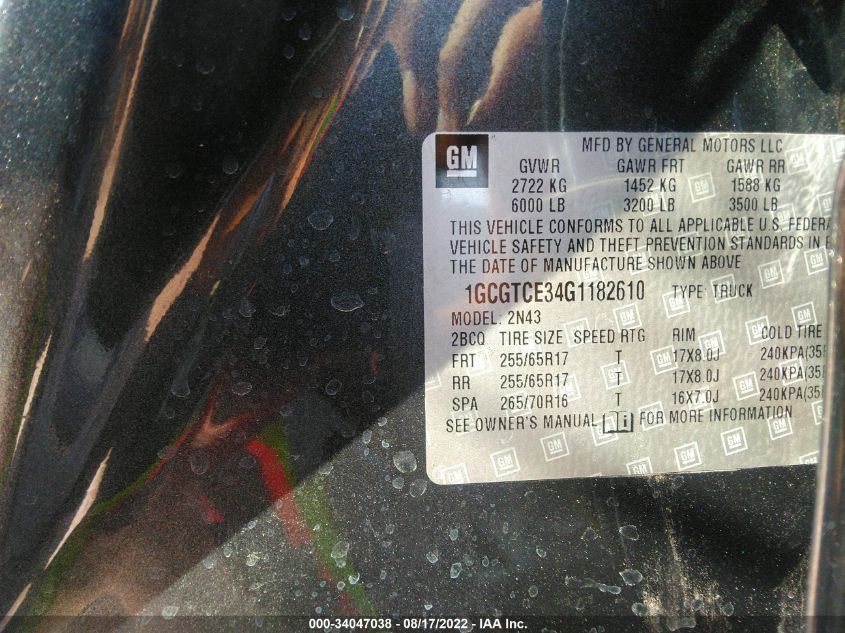 GM
MFD BY GENERAL MOTORS LLC
GVWR GAWR FRT GAWR RR
2722 KG 1452 KG 1588 KG
6000 LB 3200 LB 3500 LB
THIS VEHICLE CONFORMS TO ALL APPLICABLE U.S. FEDERA
VEHICLE SAFETY AND THEFT PREVENTION STANDARDS IN E
THE DATE OF MANUFACTURE SHOWN ABOVE
1GCGTCE34G1182610 TYPE: TRUCK
MODEL: 2N43
2BCQ TIRE SIZE SPEED RTG RIM COLD TIRE
FRT 255/65R17 T 17X8.0J 240KPA(35
RR 255/65R17 T 17X8.0J 240KPA(35
SPA 265/70R16 T 16X7.0J 240KPA(35
SEE OWNER'S MANUAL FOR MORE INFORMATION
000-34047038 - 08/17/2022 - IAA Inc.